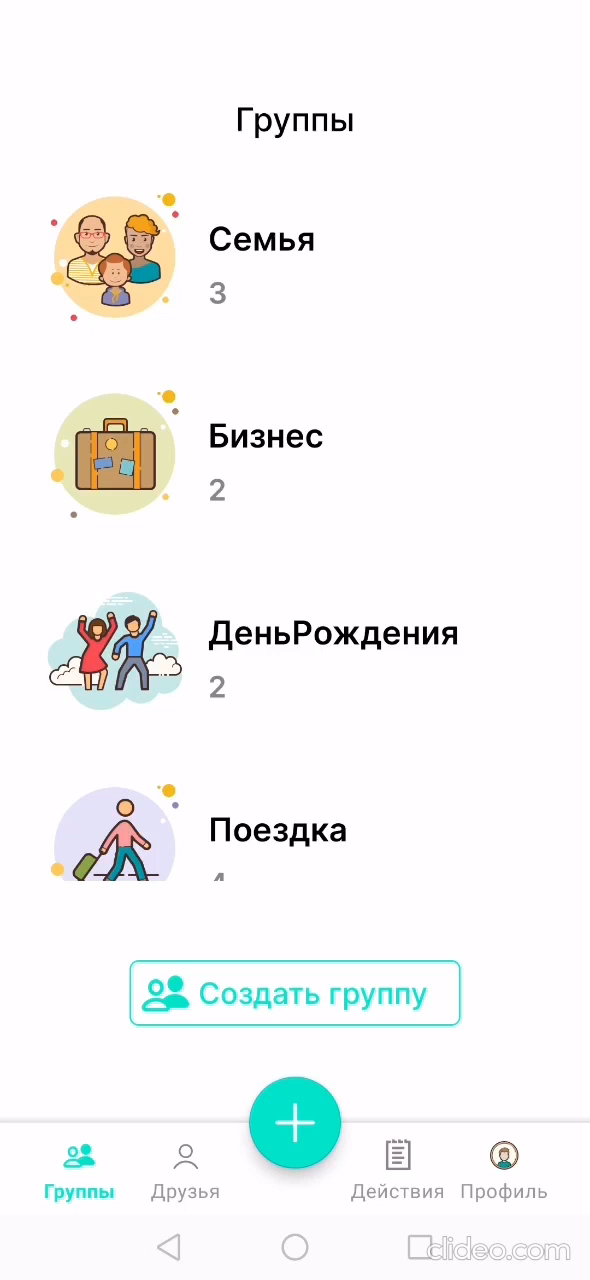 Группы
Семья
3
Бизнес
2
ДеньРождения
2
Поездка
Создать группу
Группы
Друзья
Действия
Профиль
clideo.com